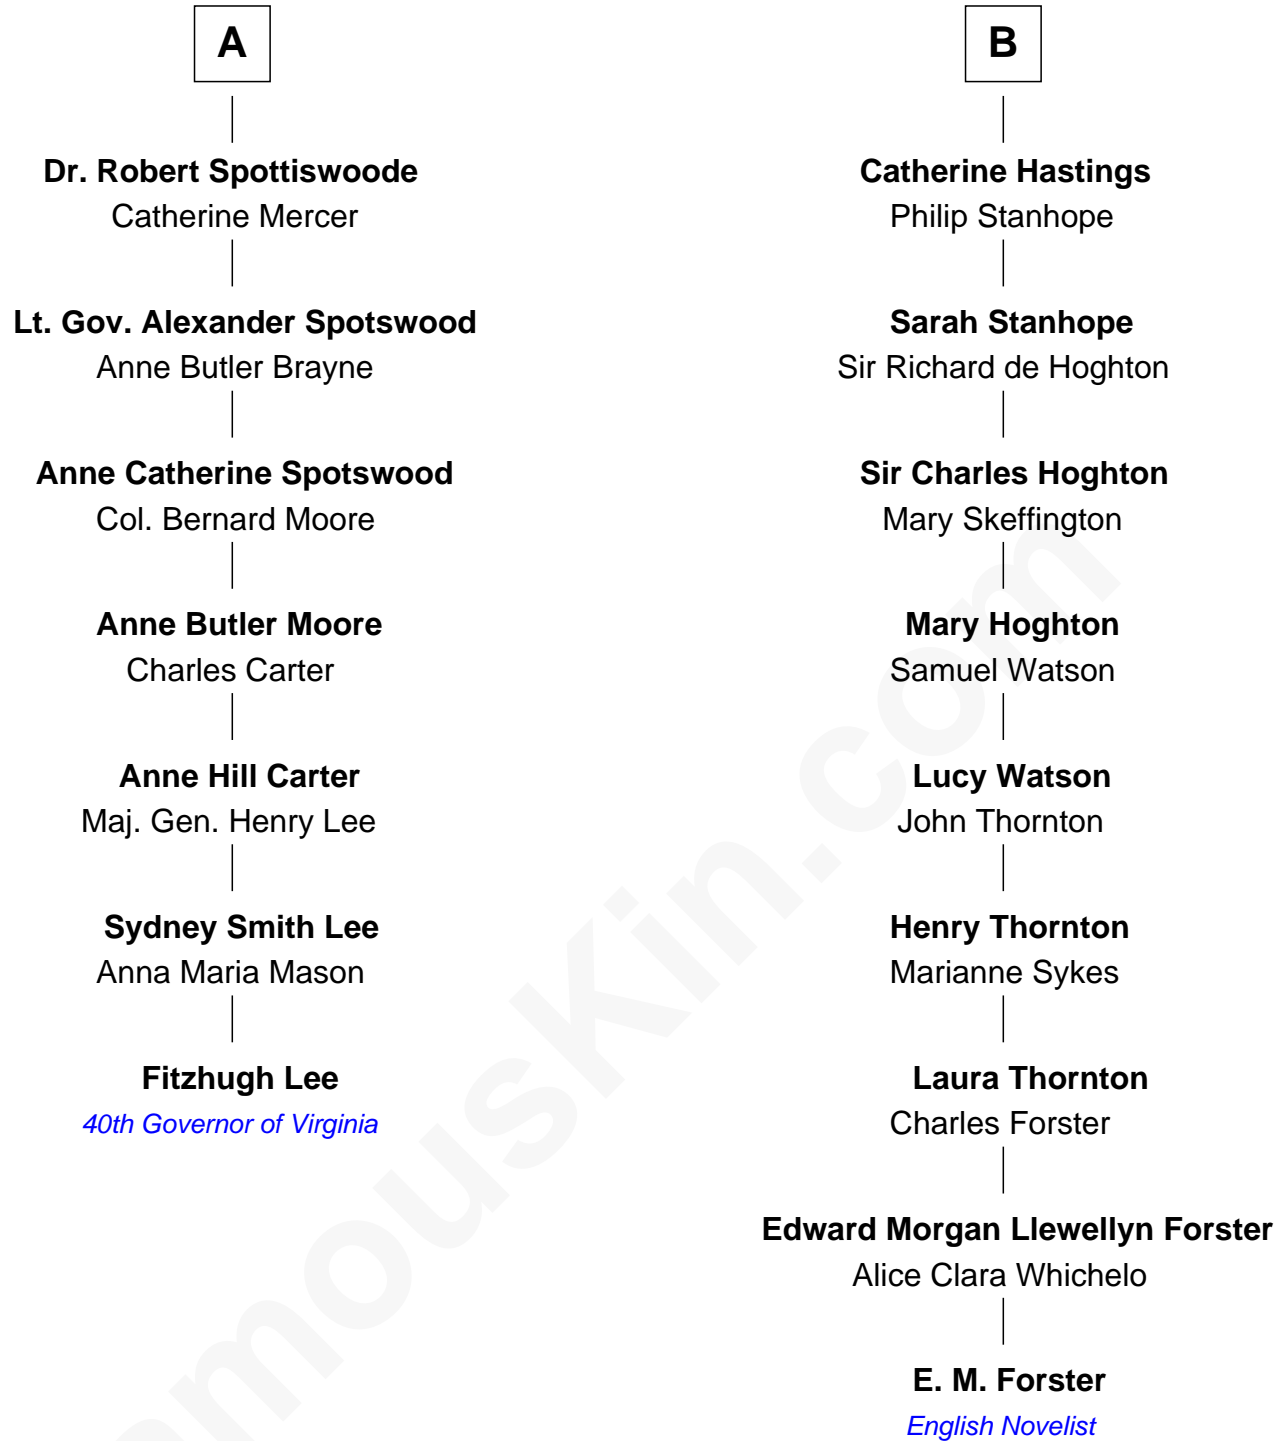 A
Dr. Robert Spottiswoode
Catherine Mercer
Lt. Gov. Alexander Spotswood
Anne Butler Brayne
Anne Catherine Spotswood
Col. Bernard Moore
Anne Butler Moore
Charles Carter
Anne Hill Carter
Maj. Gen. Henry Lee
Sydney Smith Lee
Anna Maria Mason
Fitzhugh Lee
40th Governor of Virginia
B
Catherine Hastings
Philip Stanhope
Sarah Stanhope
Sir Richard de Hoghton
Sir Charles Hoghton
Mary Skeffington
Mary Hoghton
Samuel Watson
Lucy Watson
John Thornton
Henry Thornton
Marianne Sykes
Laura Thornton
Charles Forster
Edward Morgan Llewellyn Forster
Alice Clara Whichelo
E. M. Forster
English Novelist
amousKin.com